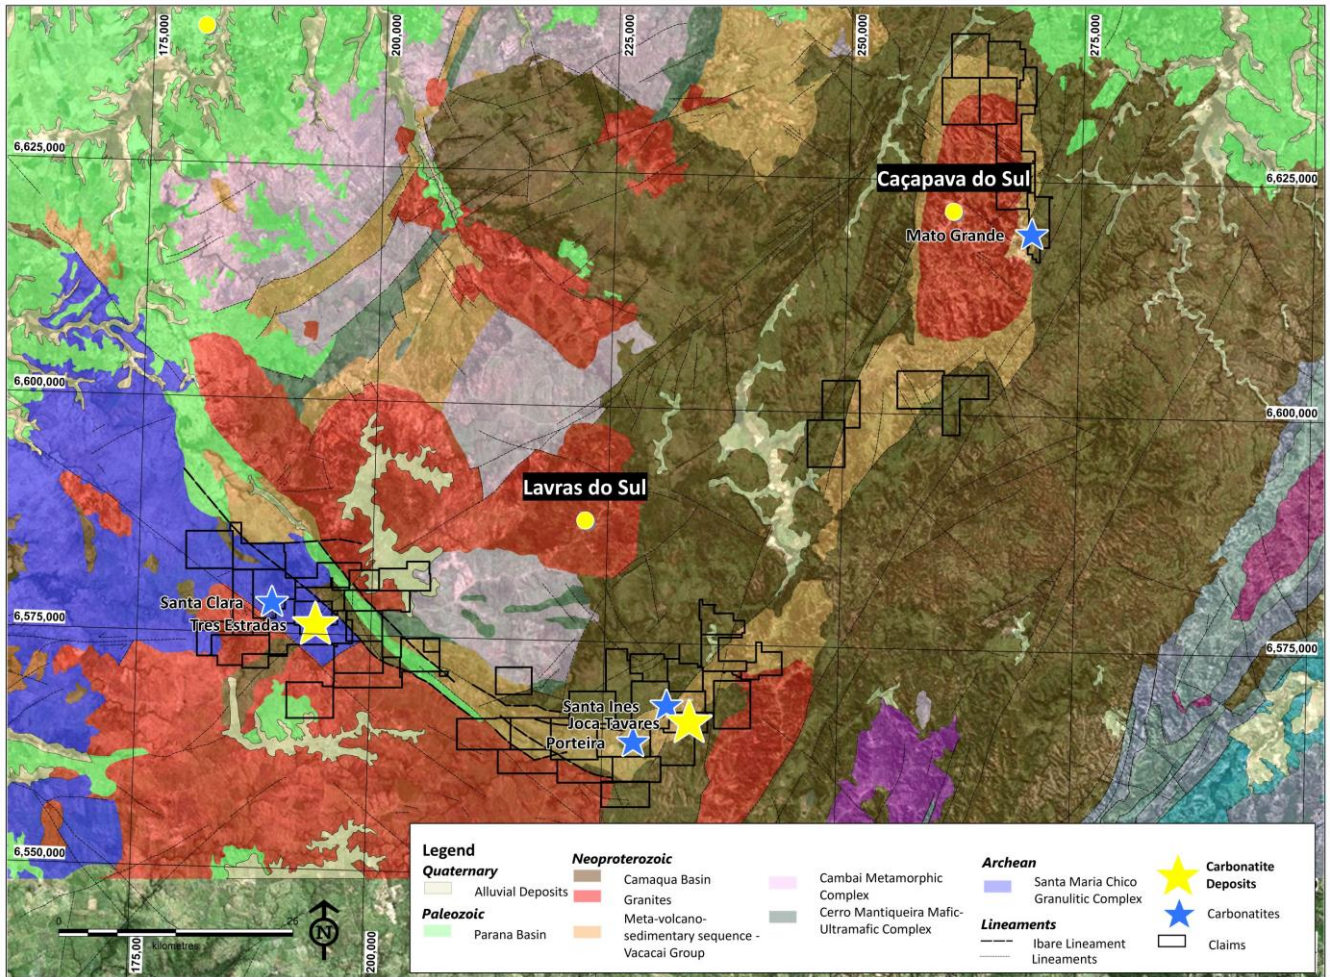 175,000
200,000
225,000
250,000
275,000
6,625,000
6,625,000
Caçapava do Sul
Mato Grande
6,600,000
6,600,000
Lavras do Sul
Santa Clara
Tres Estradas
6,575,000
6,575,000
Santa Ines
Joca Tavares
Porteira
6,550,000
0
25
kilometres
N
175,00
200,000
Legend
Quaternary
Alluvial Deposits
Paleozoic
Parana Basin
Neoproterozoic
Camaqua Basin
Granites
Meta-volcano-
sedimentary sequence -
Vacacai Group
Cambai Metamorphic
Complex
Cerro Mantiqueira Mafic-
Ultramafic Complex
Archean
Santa Maria Chico
Granulitic Complex
Lineaments
Ibare Lineament
Lineaments
Carbonatite
Deposits
Carbonatites
Claims